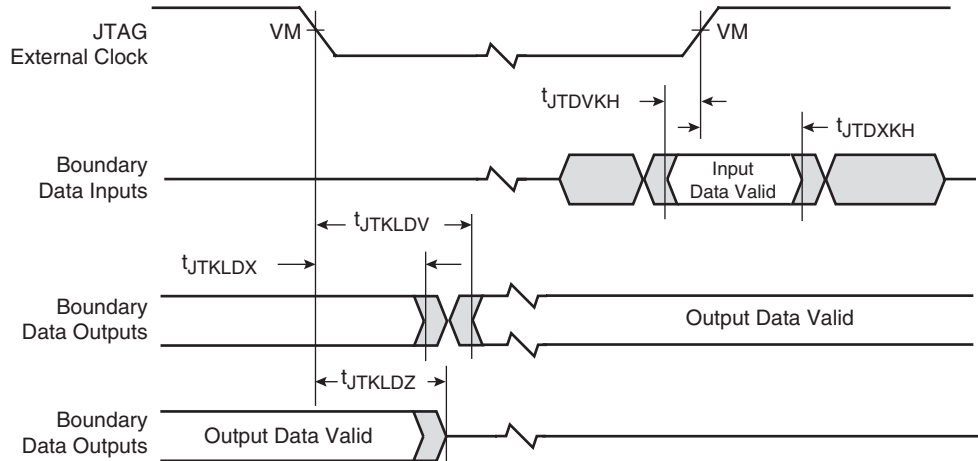 JTAG
External Clock
VM
VM
tJTDVKH
tJTDXKH
Boundary
Data Inputs
Input
Data Valid
tJTKLDV
tJTKLDX
Boundary
Data Outputs
Output Data Valid
tJTKLDZ
Boundary
Data Outputs
Output Data Valid